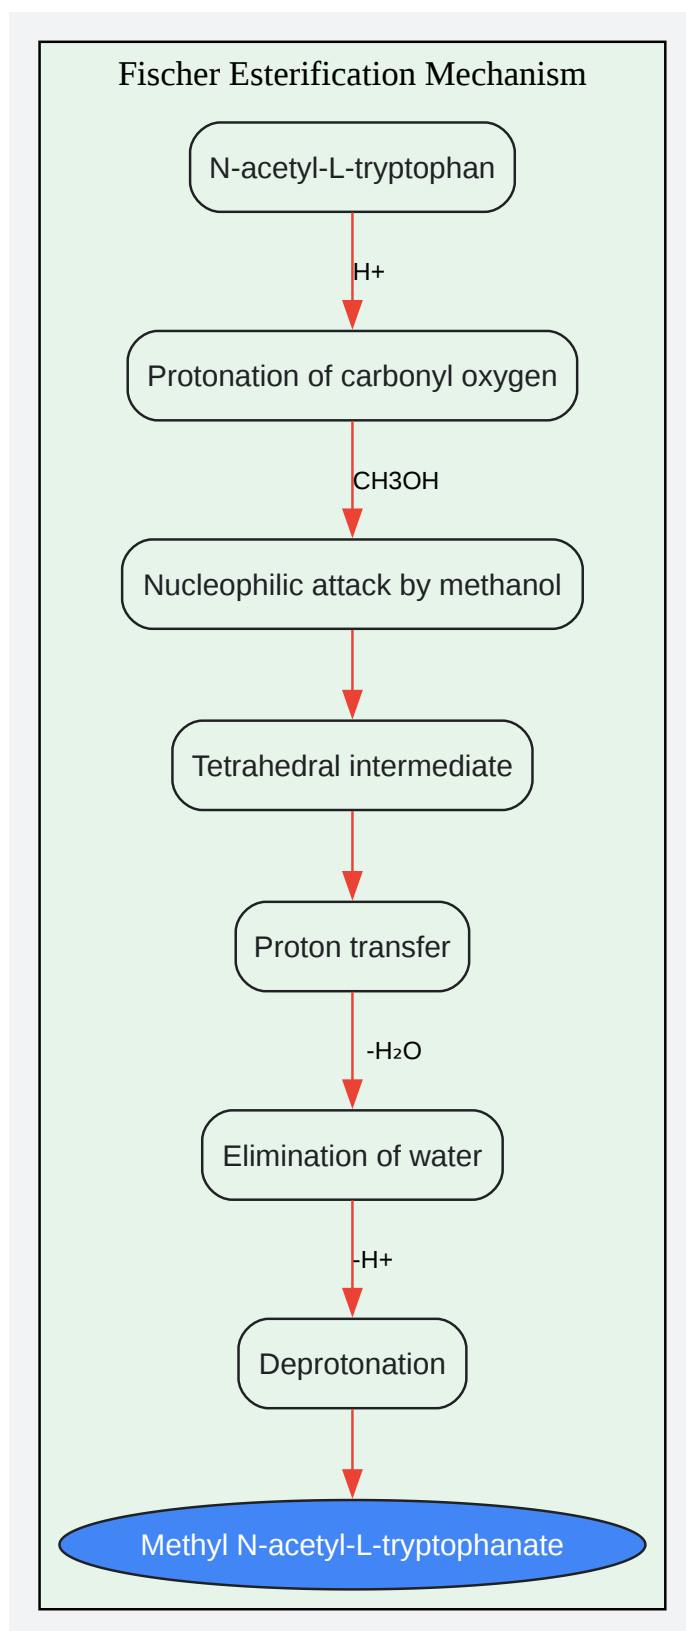 Fischer Esterification Mechanism
N-acetyl-L-tryptophan
H+
Protonation of carbonyl oxygen
CH3OH
Nucleophilic attack by methanol
Tetrahedral intermediate
Proton transfer
-H₂O
Elimination of water
-H+
Deprotonation
Methyl N-acetyl-L-tryptophanate